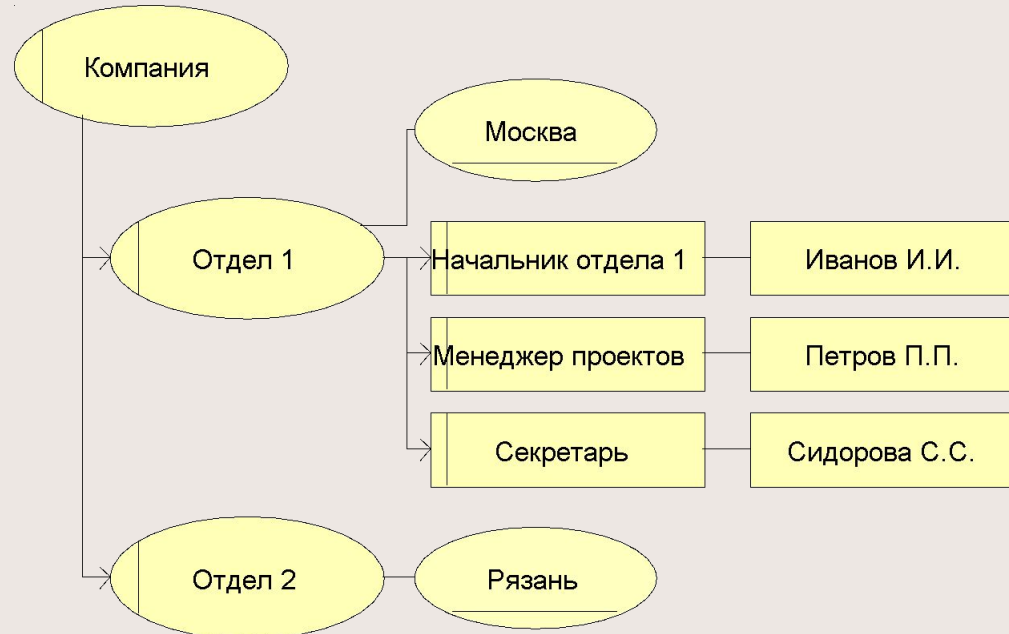 Компания
Москва
Отдел 1
Начальник отдела 1
Иванов И.И.
Менеджер проектов
Петров П.П.
Секретарь
Сидорова С.С.
Отдел 2
Рязань